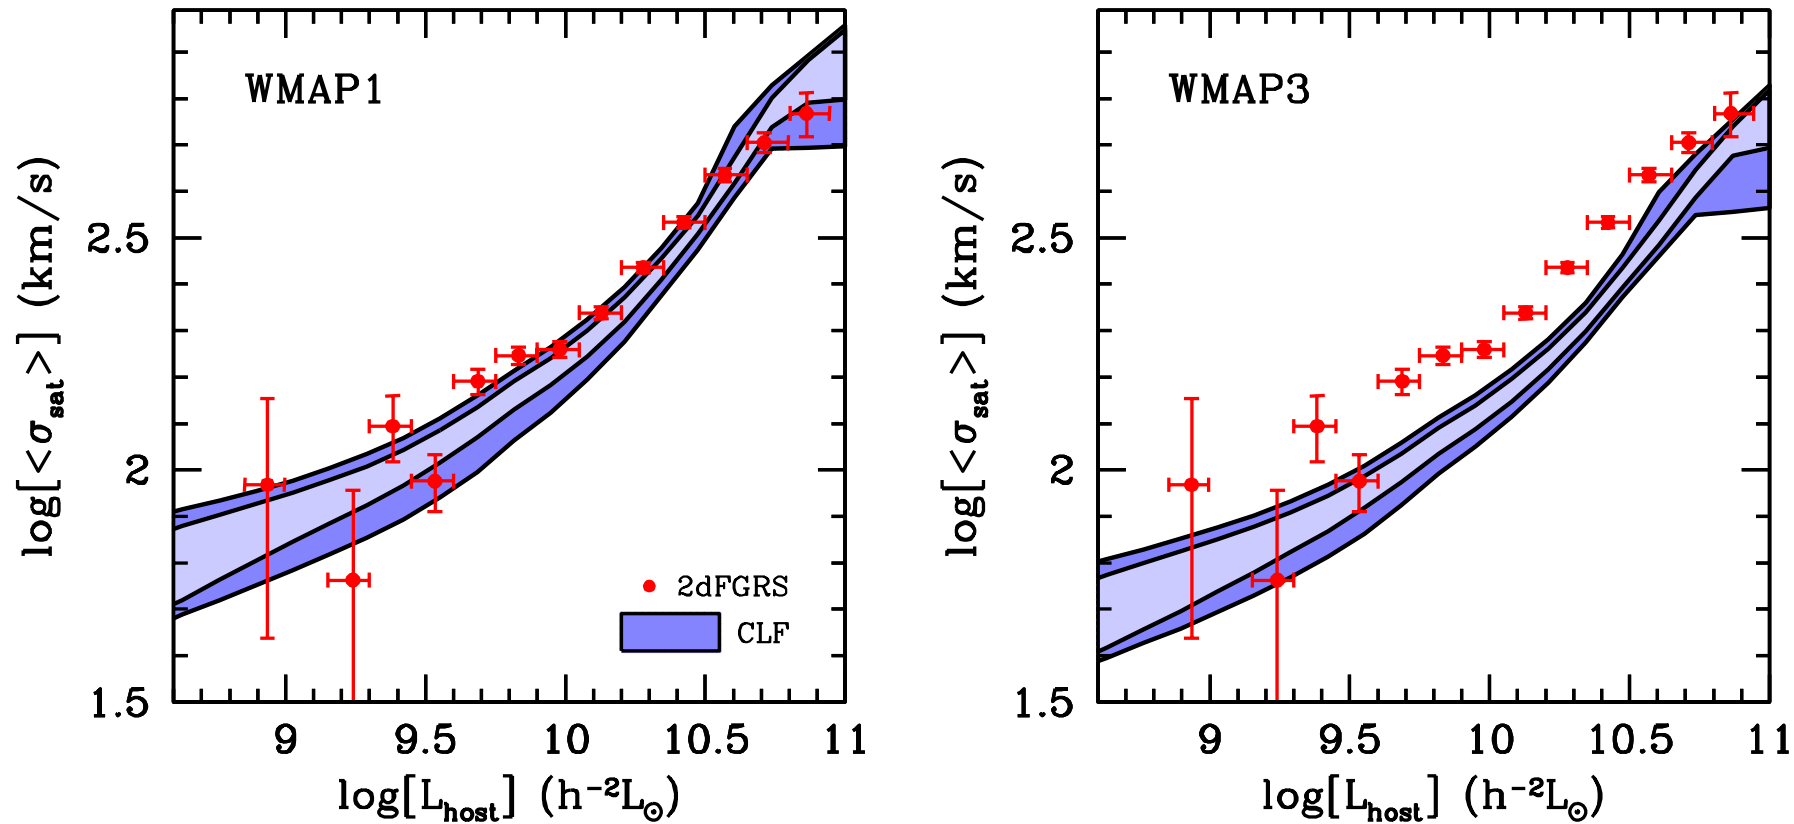 WMAP1
log[<σsat>] (km/s)
2.5
2
1.5
2dFGRS
CLF
9 9.5 10 10.5 11
log[Lhost] (h⁻²L⊙)
WMAP3
log[<σsat>] (km/s)
2.5
2
1.5
9 9.5 10 10.5 11
log[Lhost] (h⁻²L⊙)